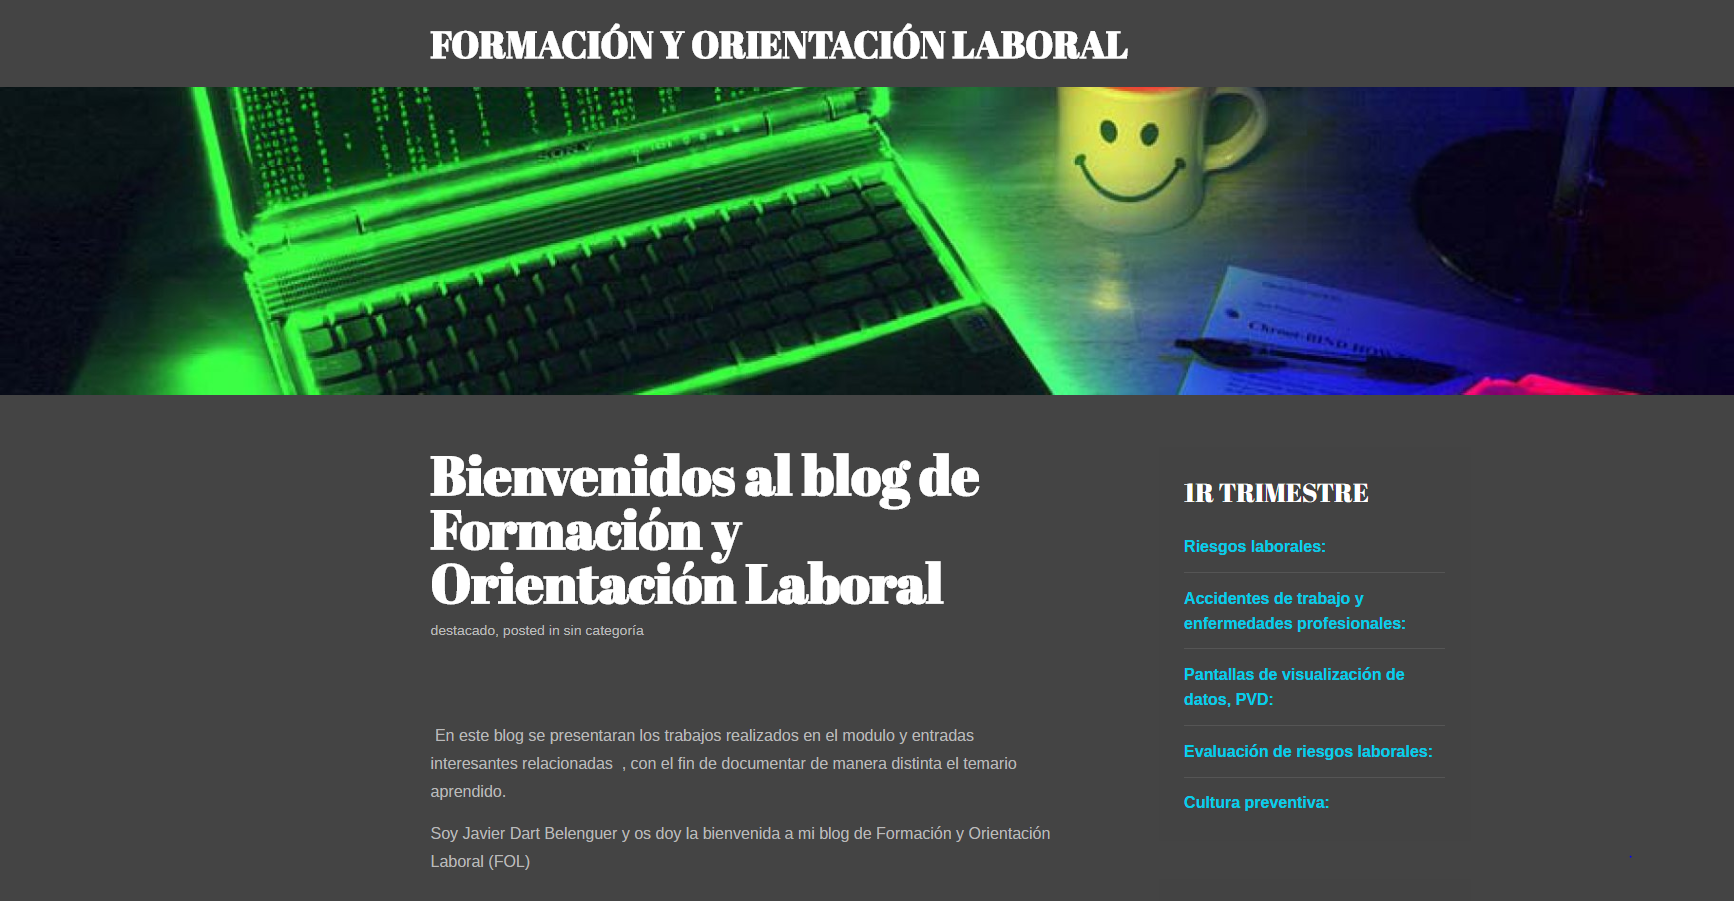 FORMACIÓN Y ORIENTACIÓN LABORAL
SONY
Bienvenidos al blog de
Formación y
Orientación Laboral
destacado, posted in sin categoría
En este blog se presentaran los trabajos realizados en el modulo y entradas
interesantes relacionadas  , con el fin de documentar de manera distinta el temario
aprendido.
Soy Javier Dart Belenguer y os doy la bienvenida a mi blog de Formación y Orientación
Laboral (FOL)
1R TRIMESTRE
Riesgos laborales:
Accidentes de trabajo y
enfermedades profesionales:
Pantallas de visualización de
datos, PVD:
Evaluación de riesgos laborales:
Cultura preventiva: